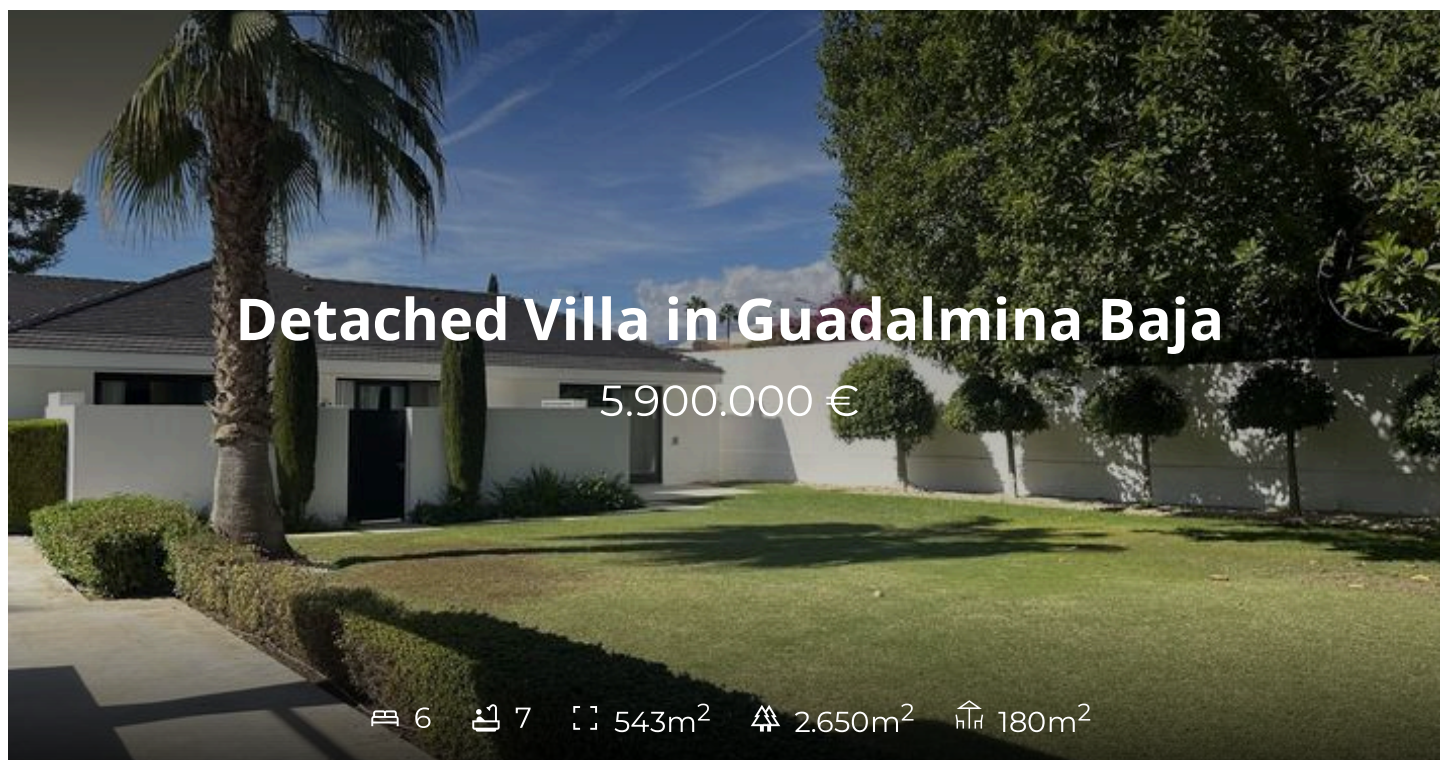 Detached Villa in Guadalmina Baja
5.900.000 €
6 7 543m² 2.650m² 180m²